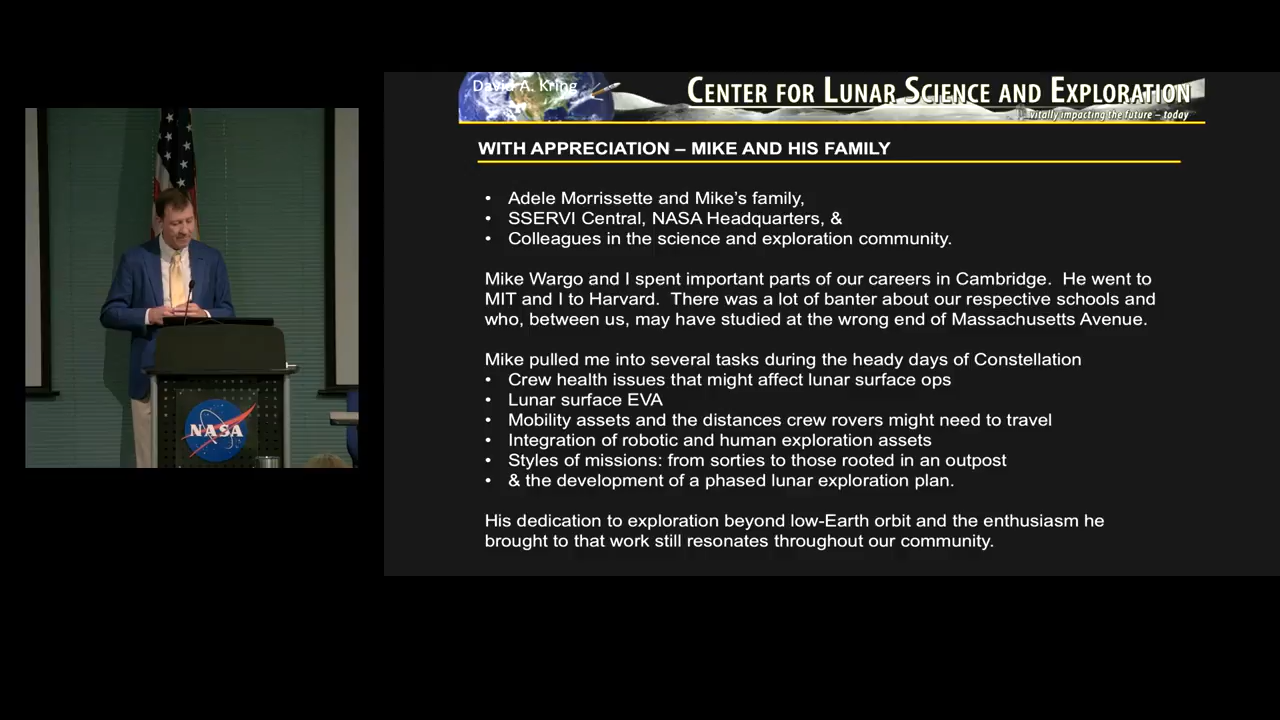 David A. Kring
CENTER FOR LUNAR SCIENCE AND EXPLORATION
vitally impacting the future – today
WITH APPRECIATION – MIKE AND HIS FAMILY
• Adele Morrissette and Mike's family,
• SSERVI Central, NASA Headquarters, &
• Colleagues in the science and exploration community.
Mike Wargo and I spent important parts of our careers in Cambridge. He went to
MIT and I to Harvard. There was a lot of banter about our respective schools and
who, between us, may have studied at the wrong end of Massachusetts Avenue.
Mike pulled me into several tasks during the heady days of Constellation
• Crew health issues that might affect lunar surface ops
• Lunar surface EVA
• Mobility assets and the distances crew rovers might need to travel
• Integration of robotic and human exploration assets
• Styles of missions: from sorties to those rooted in an outpost
• & the development of a phased lunar exploration plan.
His dedication to exploration beyond low-Earth orbit and the enthusiasm he
brought to that work still resonates throughout our community.
NASA